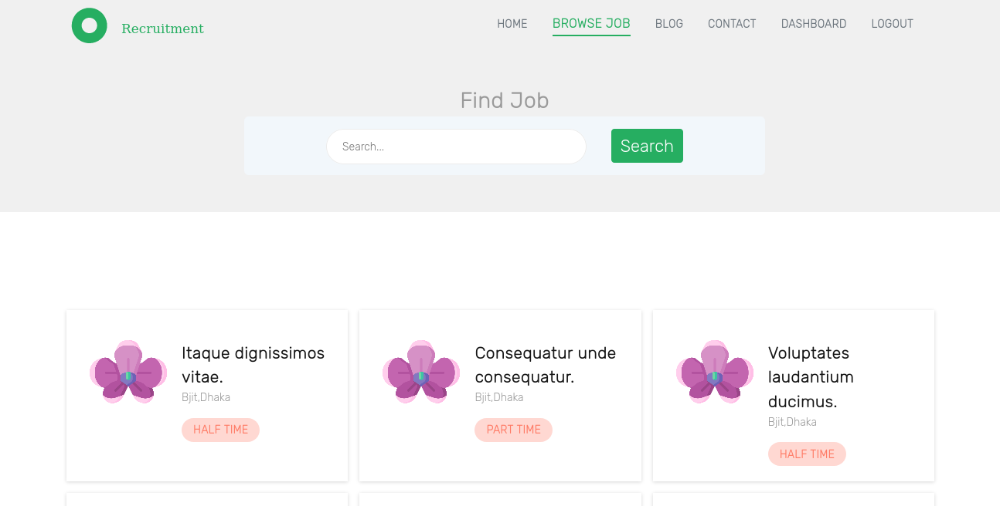 Recruitment
HOME BROWSE JOB BLOG CONTACT DASHBOARD LOGOUT
Find Job
Search...
Search
Itaque dignissimos
vitae.
Bjit,Dhaka
HALF TIME
Consequatur unde
consequatur.
Bjit,Dhaka
PART TIME
Voluptates
laudantium
ducimus.
Bjit,Dhaka
HALF TIME